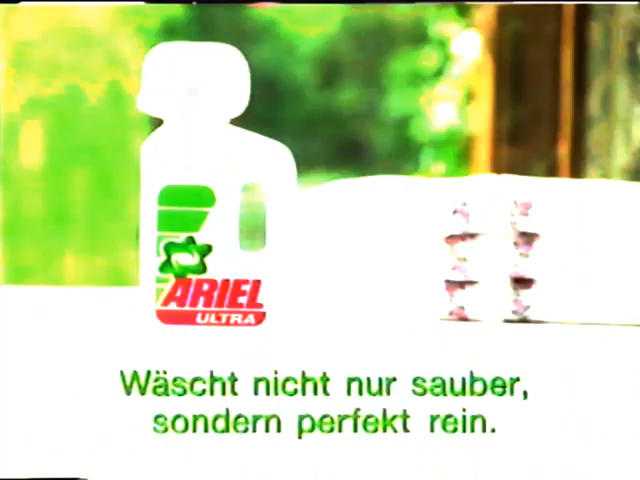 ARIEL
ULTRA
Wäscht nicht nur sauber,
sondern perfekt rein.